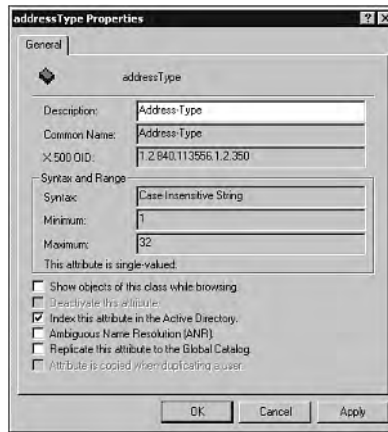 addressType Properties
General
addressType
Description: Address-Type
Common Name: Address-Type
X.500 OID: 1.2.840.113556.1.2.350
Syntax and Range
Syntax: Case Insensitive String
Minimum: 1
Maximum: 32
This attribute is single-valued.
Show objects of this class while browsing.
Deactivate this attribute.
Index this attribute in the Active Directory.
Ambiguous Name Resolution (ANR).
Replicate this attribute to the Global Catalog.
Attribute is copied when duplicating a user.
OK Cancel Apply